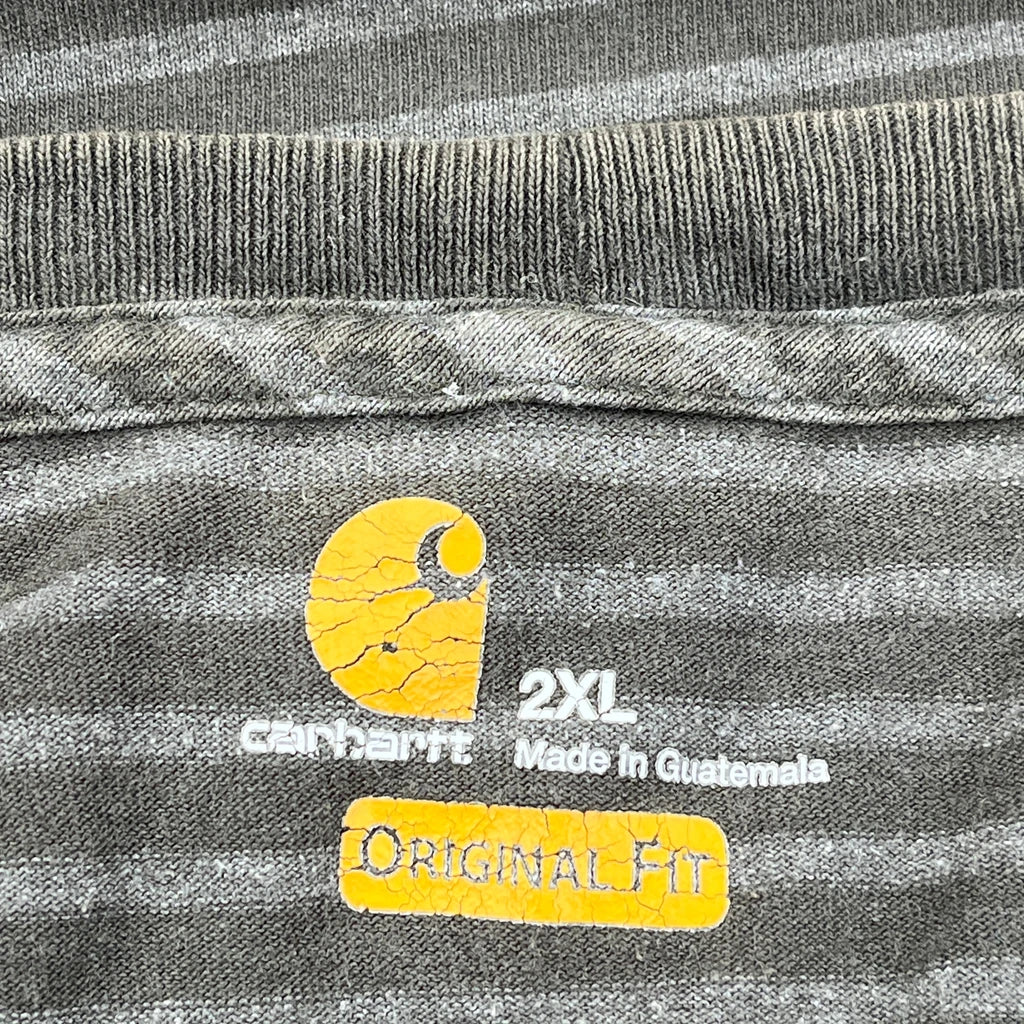 2XL
carhartt
Made in Guatemala
ORIGINAL FIT